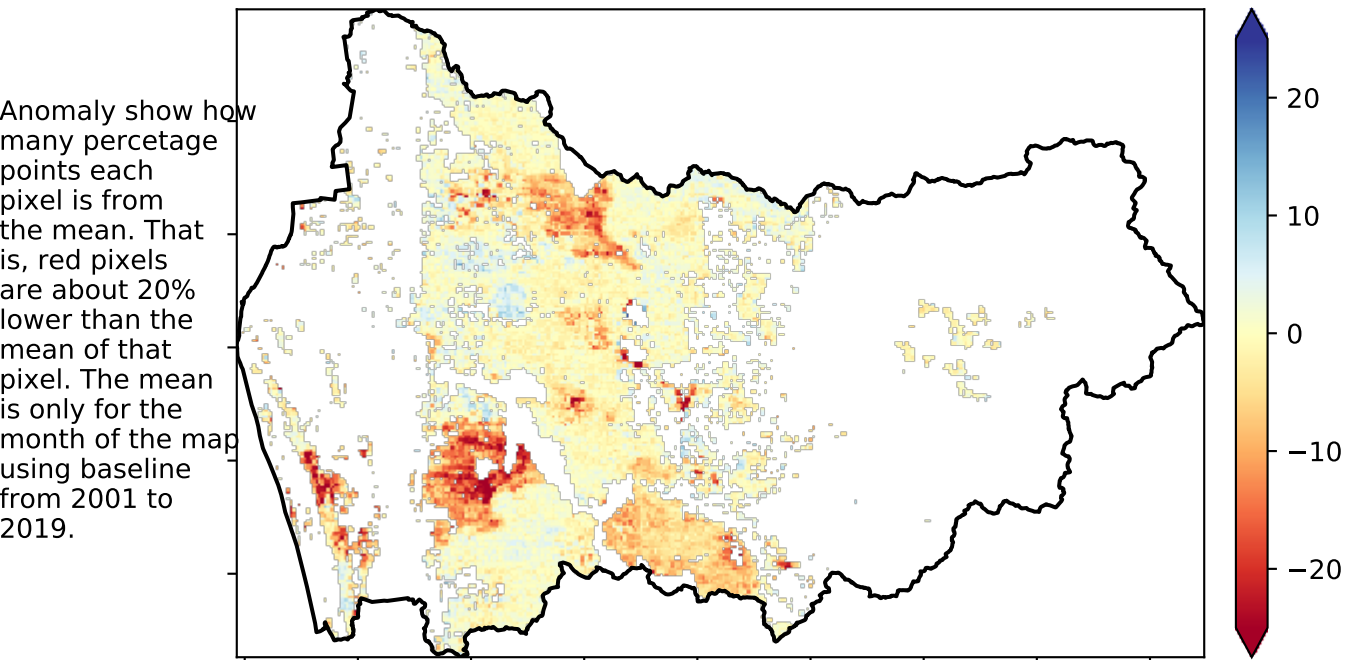 Anomaly show how
many percetage
points each
pixel is from
the mean. That
is, red pixels
are about 20%
lower than the
mean of that
pixel. The mean
is only for the
month of the map
using baseline
from 2001 to
2019.
20
10
0
−10
−20